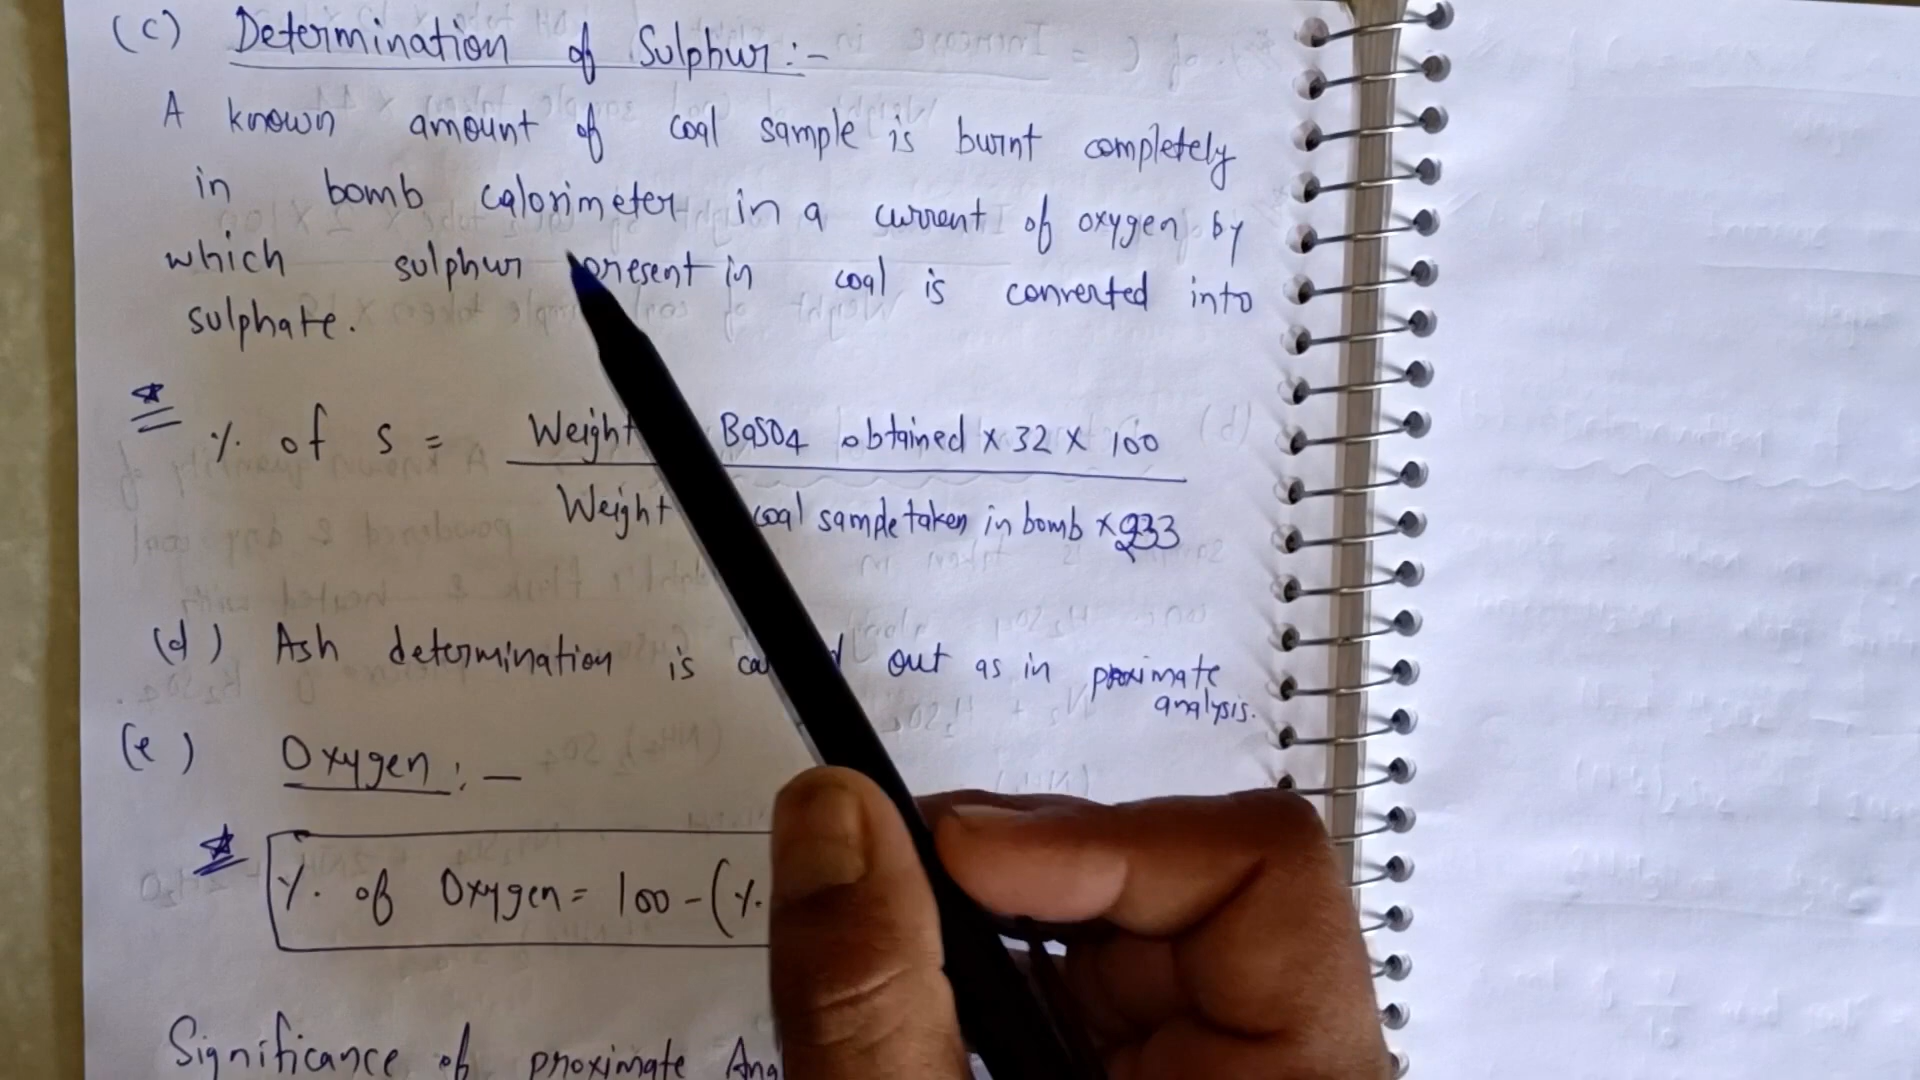 (c) Determination of Sulphur:-
A known amount of coal sample is burnt completely
in bomb calorimeter in a current of oxygen by
which sulphur present in coal is converted into
sulphate.
% of S = Weight BaSO4 obtained x 32 x 100
Weight coal sample taken in bomb x 233
(d) Ash determination is out as in proximate
analysis.
(e) Oxygen:-
% of Oxygen = 100 - (%.
Significance of proximate